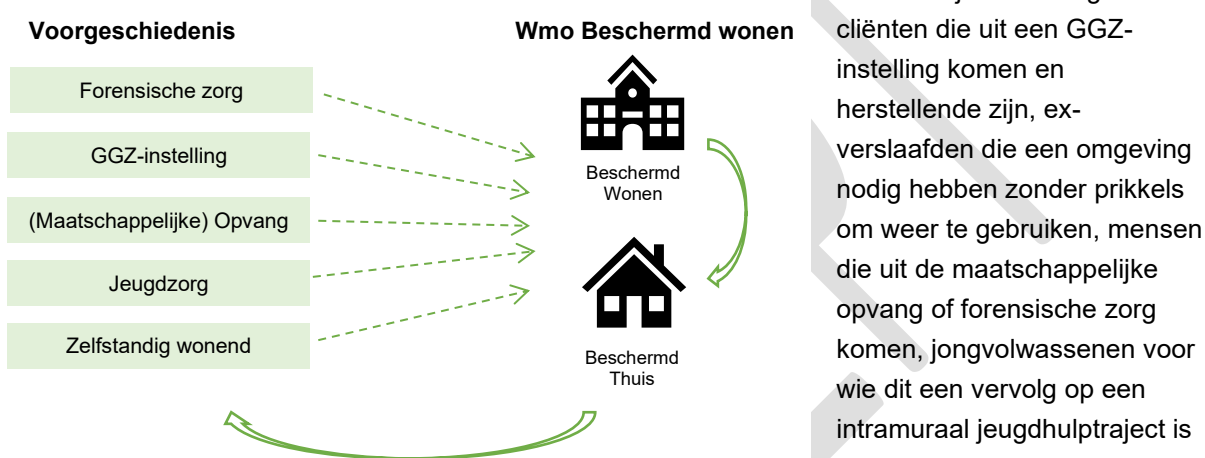 Voorgeschiedenis
Forensische zorg
GGZ-instelling
(Maatschappelijke) Opvang
Jeugdzorg
Zelfstandig wonend
Wmo Beschermd wonen
Beschermd
Wonen
Beschermd
Thuis
cliënten die uit een GGZ-
instelling komen en
herstellende zijn, ex-
verslaafden die een omgeving
nodig hebben zonder prikkels
om weer te gebruiken, mensen
die uit de maatschappelijke
opvang of forensische zorg
komen, jongvolwassenen voor
wie dit een vervolg op een
intramuraal jeugdhulptraject is